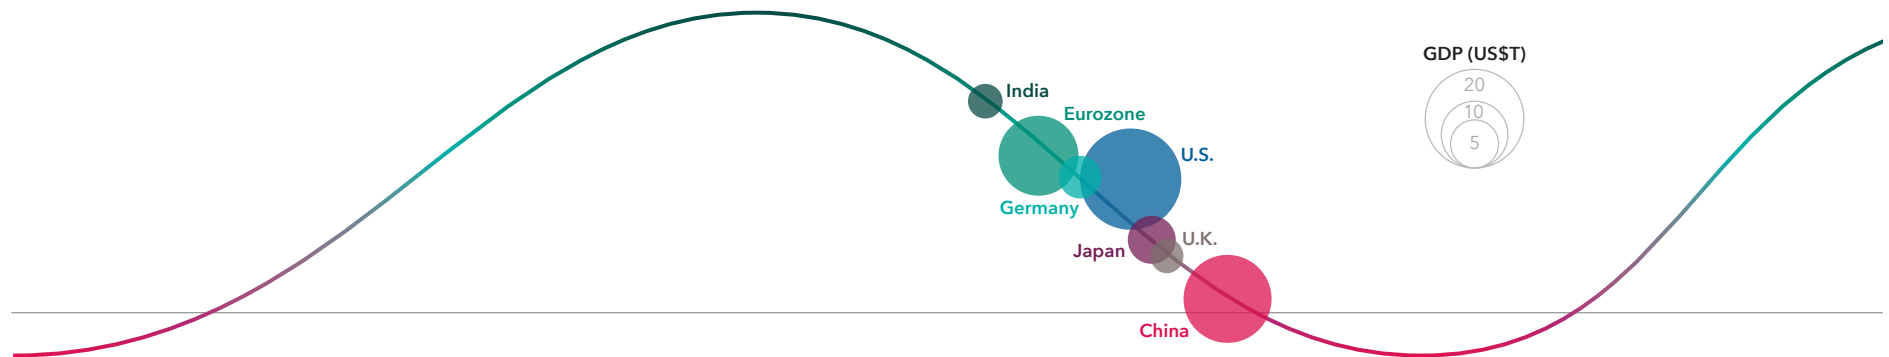 GDP (US$T)
20
10
5
India
Eurozone
U.S.
Germany
Japan
U.K.
China